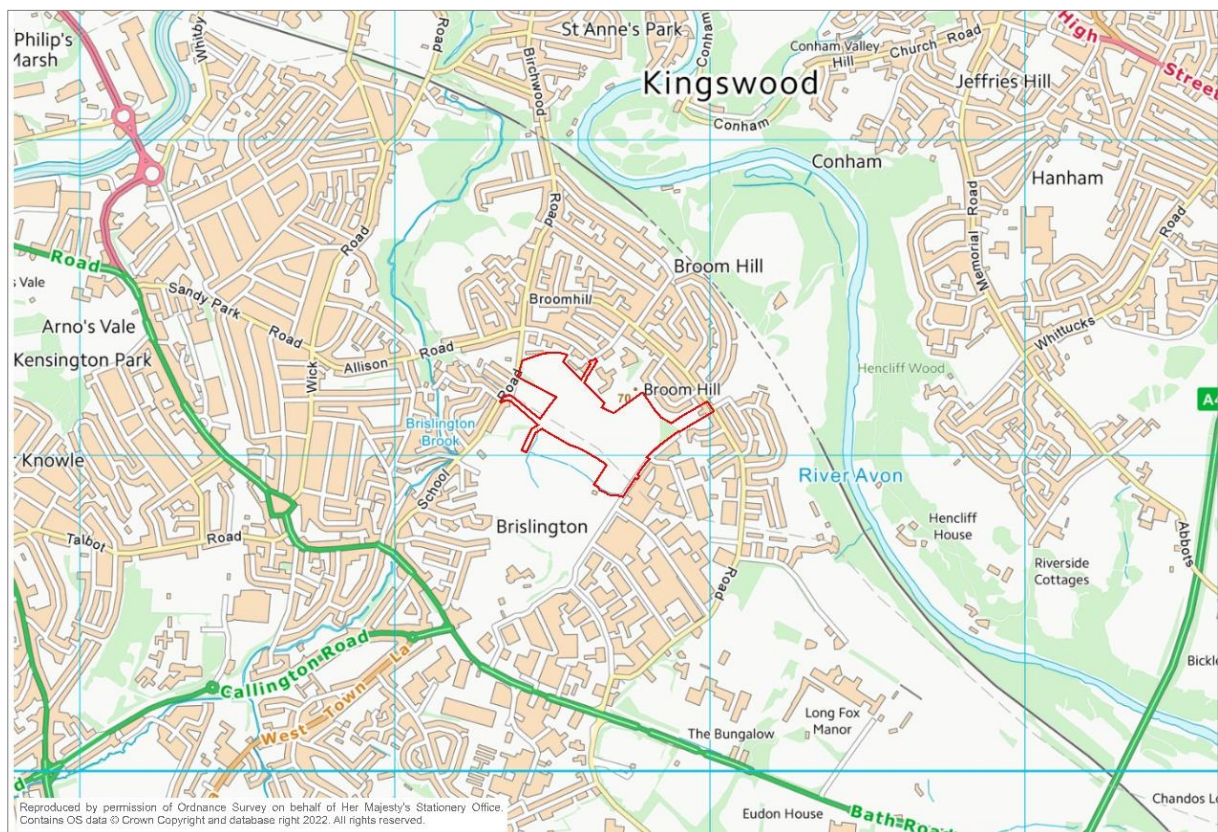 Philip's
Marsh
Whitby
Road
Birchwood
St Anne's Park
Conham
Conham Valley
Hill
Church Road
High
Street
Kingswood
Jeffries Hill
Conham
Conham
Hanham
Road
Road
Memorial Road
Road
Road
s Vale
Sandy Park
Road
Broom Hill
Broomhill
Arno's Vale
Kensington Park
Wick
Allison Road
Whittucks
Hencliff Wood
Road
70
Broom Hill
A4
Brislington
Brook
r Knowle
School
River Avon
Brislington
Hencliff
House
Talbot
Road
Road
Riverside
Cottages
Abbots
Callington Road
West Town La
Bickle
Long Fox
Manor
The Bungalow
d
Bath Road
Eudon House
Chandos Lo
Reproduced by permission of Ordnance Survey on behalf of Her Majesty's Stationery Office.
Contains OS data © Crown Copyright and database right 2022. All rights reserved.